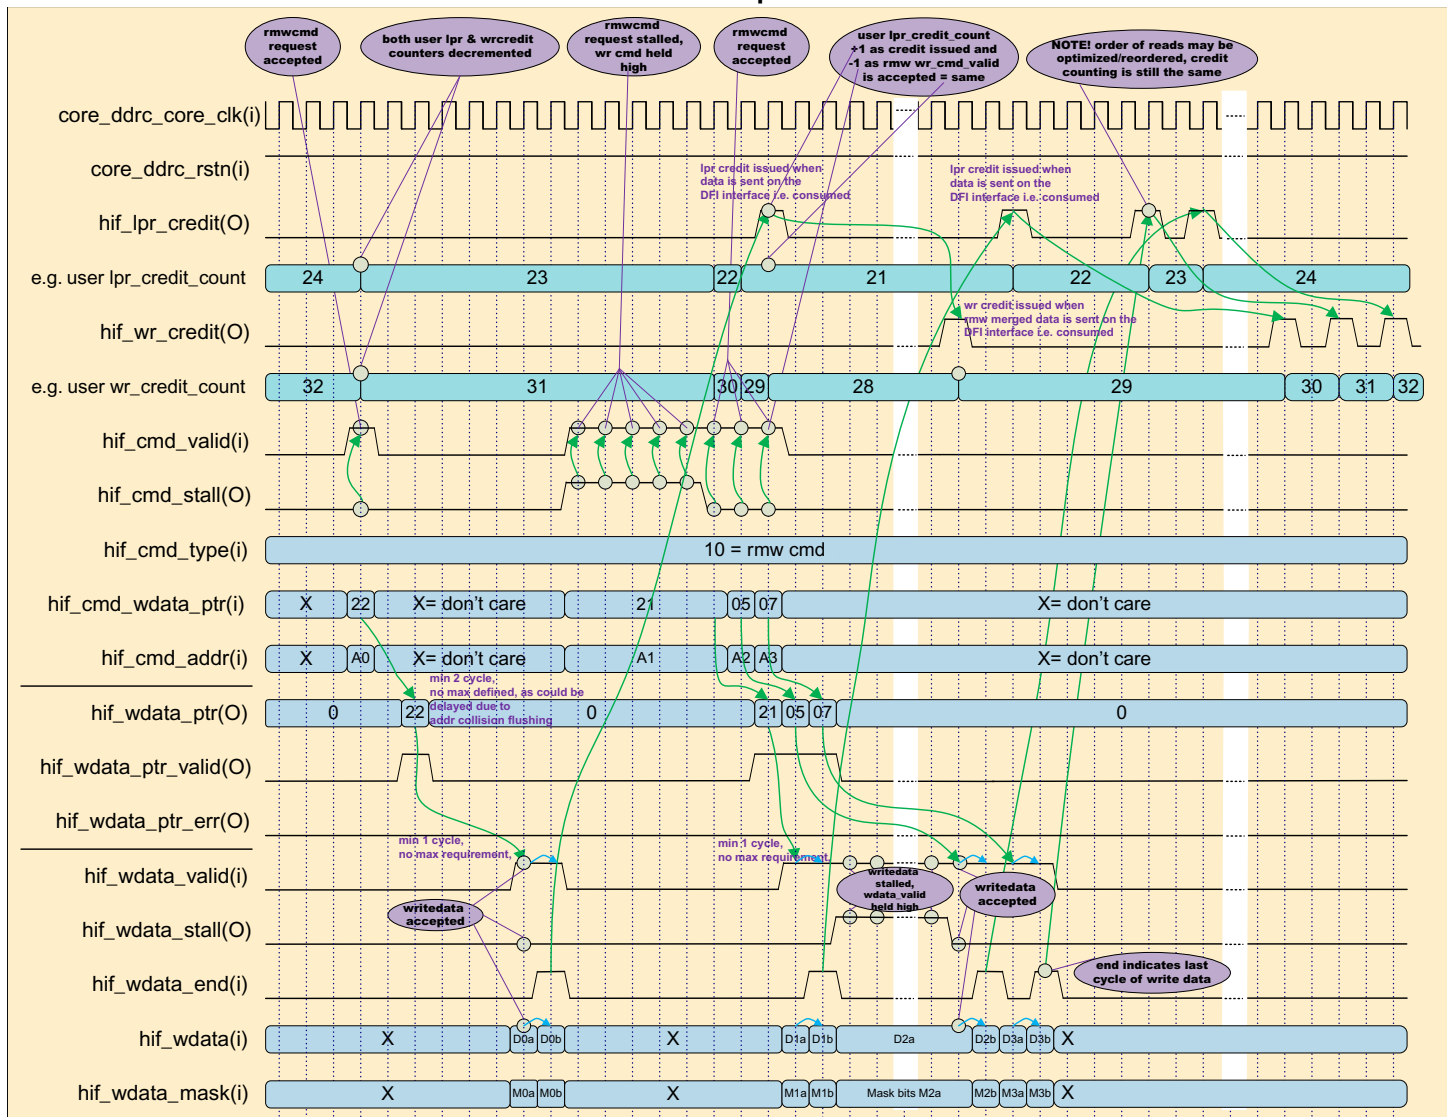 rmwcmd
request
accepted
both user lpr & wrcredit
counters decremented
rmwcmd
request stalled,
wr cmd held
high
rmwcmd
request
accepted
user lpr_credit_count
+1 as credit issued and
-1 as rmw wr_cmd_valid
is accepted = same
NOTE! order of reads may be
optimized/reordered, credit
counting is still the same
core_ddrc_core_clk(i)
core_ddrc_rstn(i)
lpr credit issued when
data is sent on the
DFI interface i.e. consumed
lpr credit issued when
data is sent on the
DFI interface i.e. consumed
hif_lpr_credit(O)
e.g. user lpr_credit_count 24 23 22 21 22 23 24
hif_wr_credit(O)
wr credit issued when
rmw merged data is sent on the
DFI interface i.e. consumed
e.g. user wr_credit_count 32 31 30 29 28 29 30 31 32
hif_cmd_valid(i)
hif_cmd_stall(O)
hif_cmd_type(i) 10 = rmw cmd
hif_cmd_wdata_ptr(i) X 22 X= don't care 21 05 07 X= don't care
hif_cmd_addr(i) X A0 X= don't care A1 A2 A3 X= don't care
min 2 cycle,
no max defined, as could be
delayed due to
addr collision flushing
hif_wdata_ptr(O) 0 22 0 21 05 07 0
hif_wdata_ptr_valid(O)
hif_wdata_ptr_err(O)
min 1 cycle,
no max requirement,
min 1 cycle,
no max requirement,
hif_wdata_valid(i)
writedata
stalled,
wdata_valid
held high
writedata
accepted
writedata
accepted
hif_wdata_stall(O)
hif_wdata_end(i)
end indicates last
cycle of write data
hif_wdata(i) X D0a D0b X D1a D1b D2a D2b D3a D3b X
hif_wdata_mask(i) X M0a M0b X M1a M1b Mask bits M2a M2b M3a M3b X